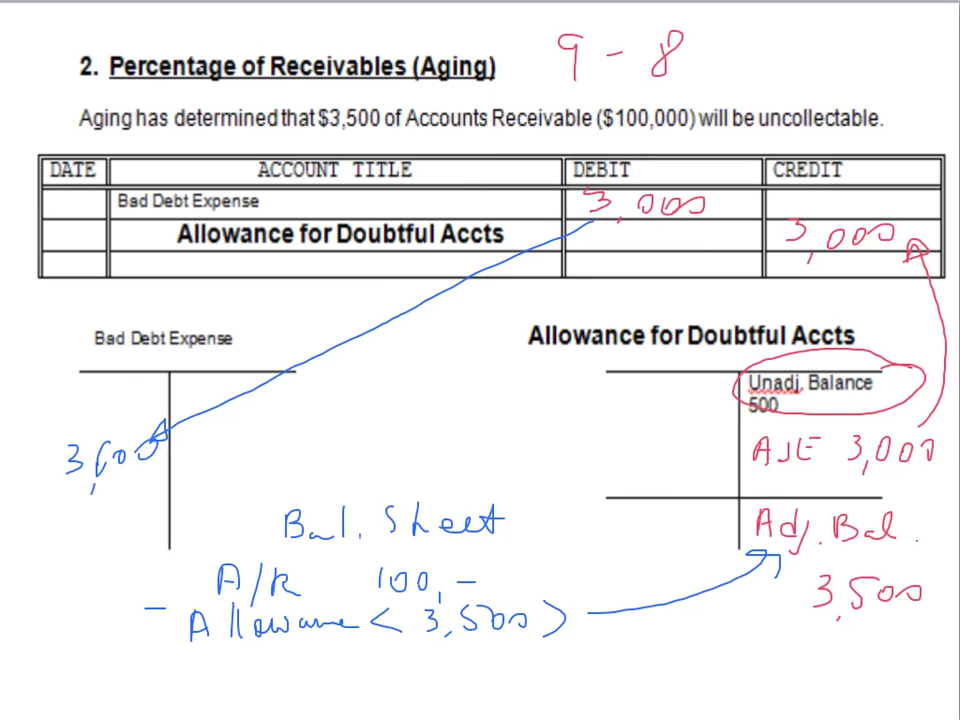 2. Percentage of Receivables (Aging) 9-8
Aging has determined that $3,500 of Accounts Receivable ($100,000) will be uncollectable.
DATE ACCOUNT TITLE DEBIT CREDIT
Bad Debt Expense 3,000
Allowance for Doubtful Accts 3,000
Bad Debt Expense Allowance for Doubtful Accts
Unadj. Balance
500
3,000 AJE 3,000
Bal. Sheet Adj. Bal.
A/R 100,-
3,500
- Allowance < 3,500 >